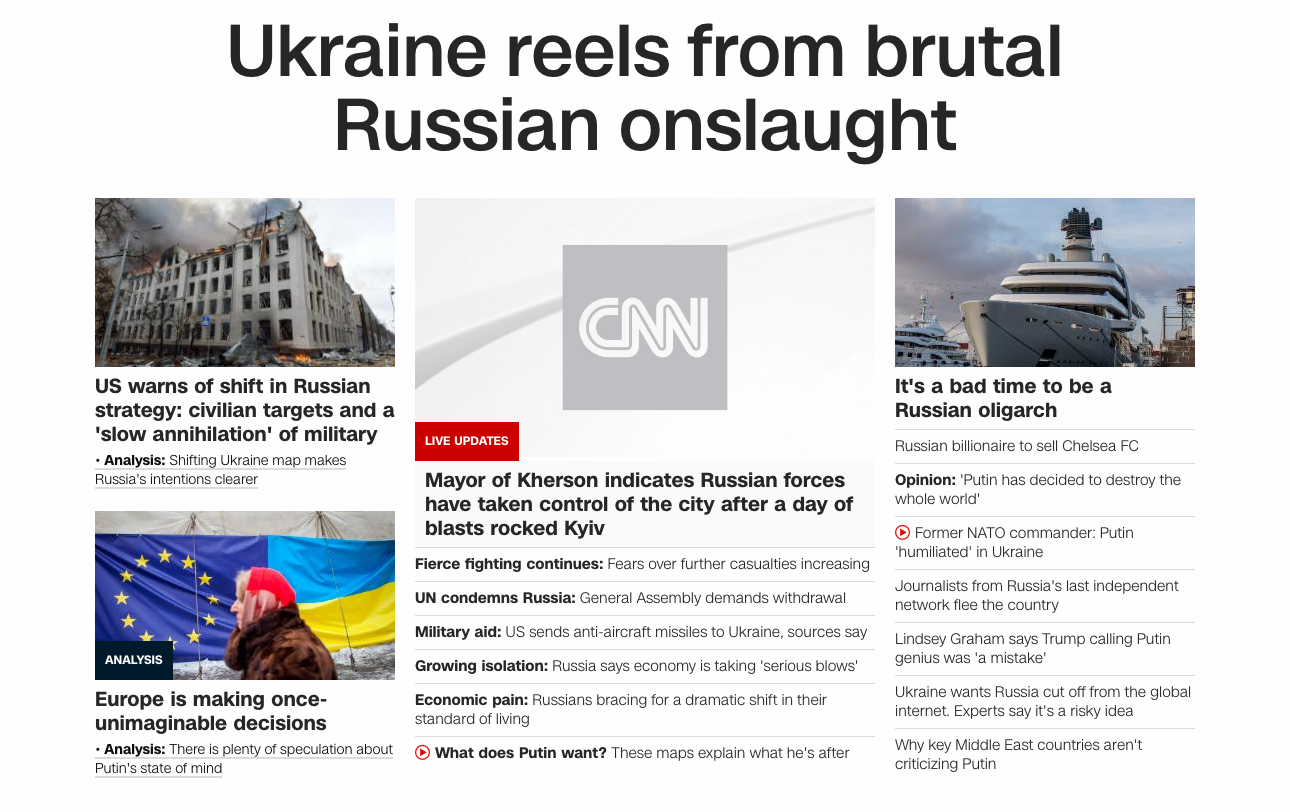 Ukraine reels from brutal
Russian onslaught
US warns of shift in Russian
strategy: civilian targets and a
'slow annihilation' of military
• Analysis: Shifting Ukraine map makes
Russia's intentions clearer
ANALYSIS
Europe is making once-
unimaginable decisions
• Analysis: There is plenty of speculation about
Putin's state of mind
CNN
LIVE UPDATES
Mayor of Kherson indicates Russian forces
have taken control of the city after a day of
blasts rocked Kyiv
Fierce fighting continues: Fears over further casualties increasing
UN condemns Russia: General Assembly demands withdrawal
Military aid: US sends anti-aircraft missiles to Ukraine, sources say
Growing isolation: Russia says economy is taking 'serious blows'
Economic pain: Russians bracing for a dramatic shift in their
standard of living
What does Putin want? These maps explain what he's after
It's a bad time to be a
Russian oligarch
Russian billionaire to sell Chelsea FC
Opinion: 'Putin has decided to destroy the
whole world'
Former NATO commander: Putin
'humiliated' in Ukraine
Journalists from Russia's last independent
network flee the country
Lindsey Graham says Trump calling Putin
genius was 'a mistake'
Ukraine wants Russia cut off from the global
internet. Experts say it's a risky idea
Why key Middle East countries aren't
criticizing Putin